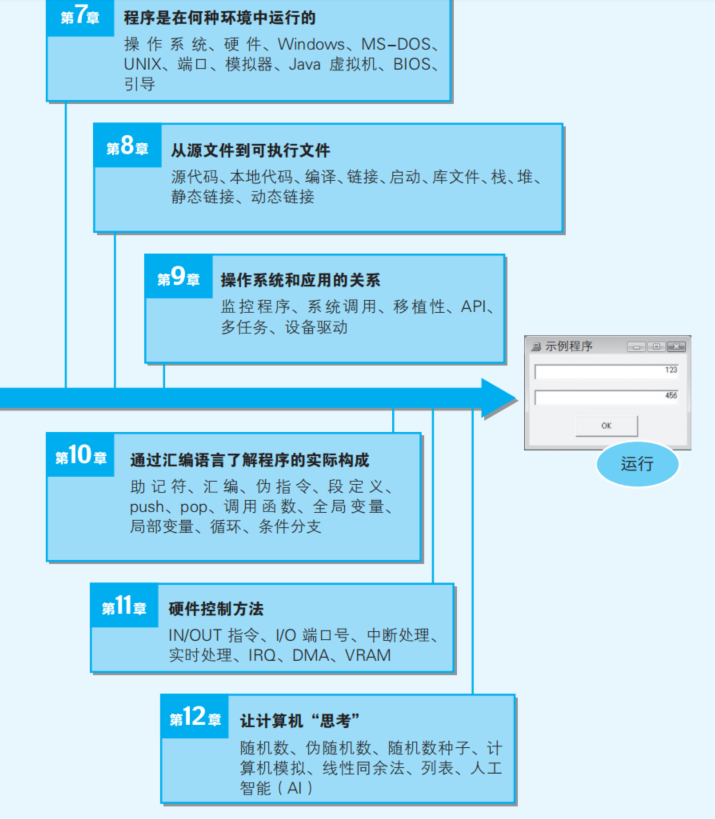 第7章 程序是在何种环境中运行的
操作系统、硬件、Windows、MS-DOS、
UNIX、端口、模拟器、Java 虚拟机、BIOS、
引导
第8章 从源文件到可执行文件
源代码、本地代码、编译、链接、启动、库文件、栈、堆、
静态链接、动态链接
第9章 操作系统和应用的关系
监控程序、系统调用、移植性、API、
多任务、设备驱动
示例程序
123
456
OK
运行
第10章 通过汇编语言了解程序的实际构成
助记符、汇编、伪指令、段定义、
push、pop、调用函数、全局变量、
局部变量、循环、条件分支
第11章 硬件控制方法
IN/OUT 指令、I/O 端口号、中断处理、
实时处理、IRQ、DMA、VRAM
第12章 让计算机“思考”
随机数、伪随机数、随机数种子、计
算机模拟、线性同余法、列表、人工
智能（AI）